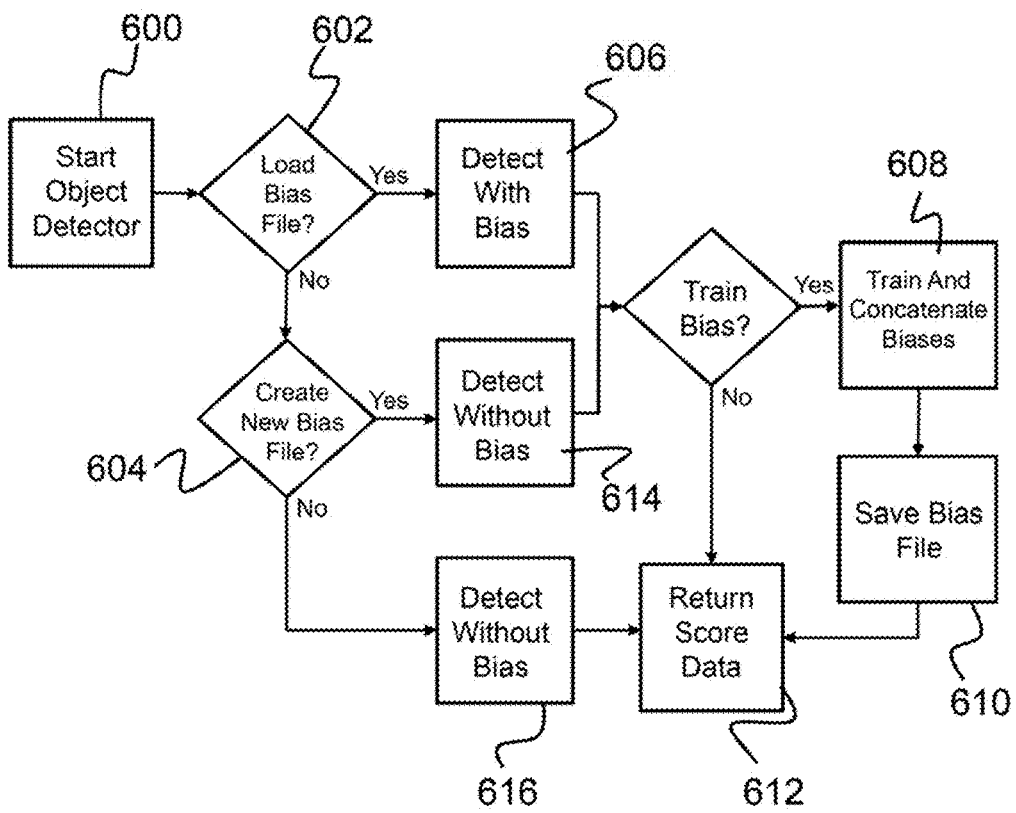 600
602
606
608
Start
Object
Detector
Load
Bias
File?
Yes
Detect
With
Bias
No
Train
Bias?
Yes
Train And
Concatenate
Biases
No
Create
New Bias
File?
Yes
Detect
Without
Bias
604
614
No
Save Bias
File
610
Detect
Without
Bias
616
Return
Score
Data
612